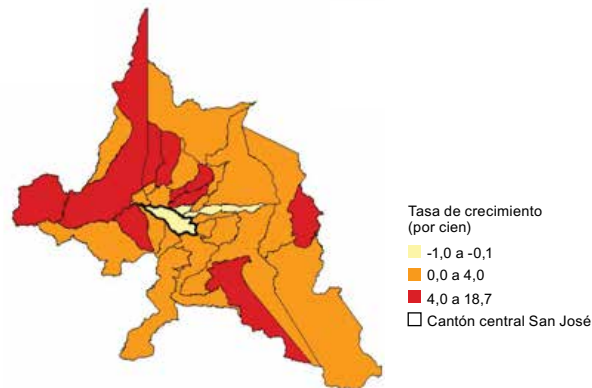 Tasa de crecimiento
(por cien)
-1,0 a -0,1
0,0 a 4,0
4,0 a 18,7
Cantón central San José